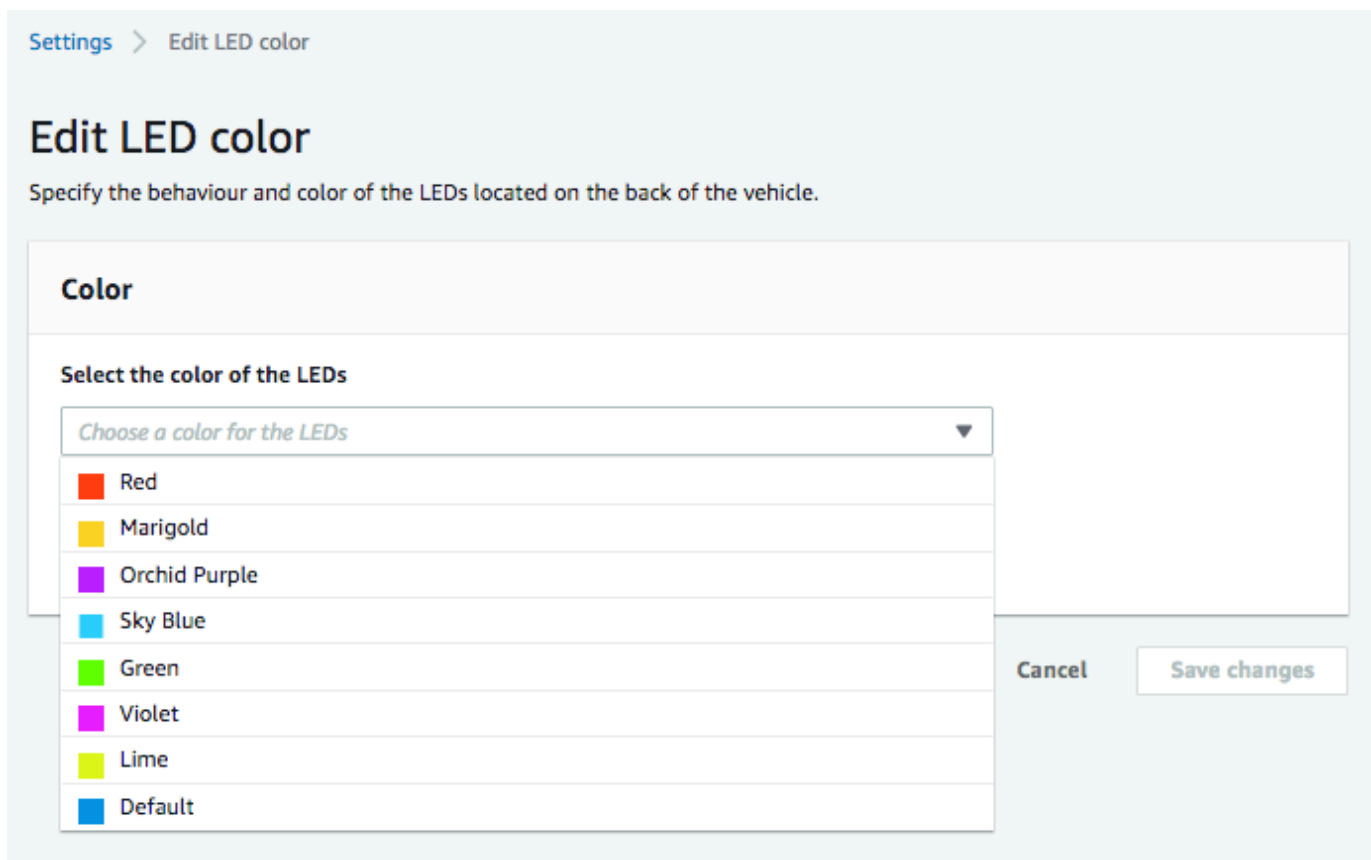 Settings > Edit LED color
Edit LED color
Specify the behaviour and color of the LEDs located on the back of the vehicle.
Color
Select the color of the LEDs
Choose a color for the LEDs
Red
Marigold
Orchid Purple
Sky Blue
Green
Violet
Lime
Default
Cancel
Save changes